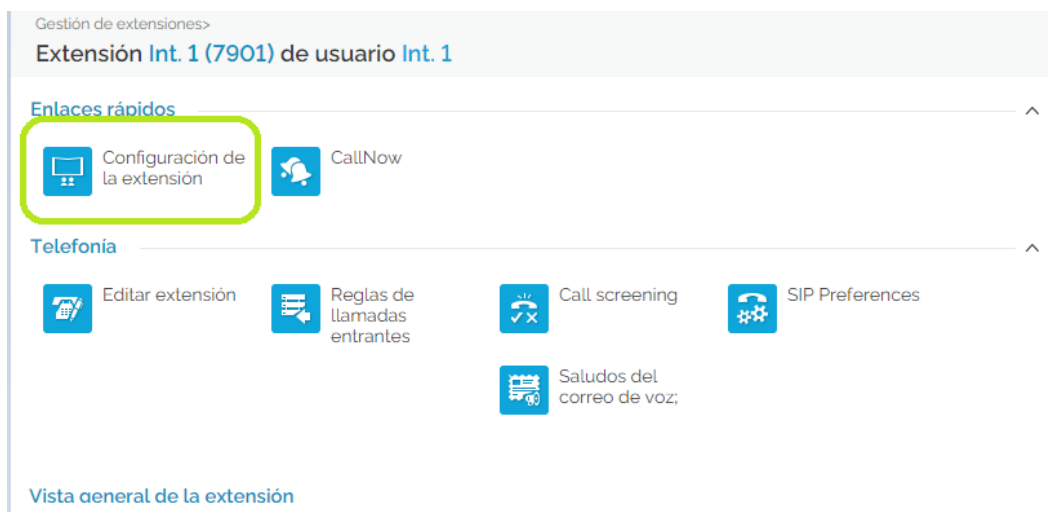 Gestión de extensiones>
Extensión Int. 1 (7901) de usuario Int. 1
Enlaces rápidos
Configuración de
la extensión
CallNow
Telefonía
Editar extensión
Reglas de
llamadas
entrantes
Call screening
SIP Preferences
Saludos del
correo de voz;
Vista general de la extensión